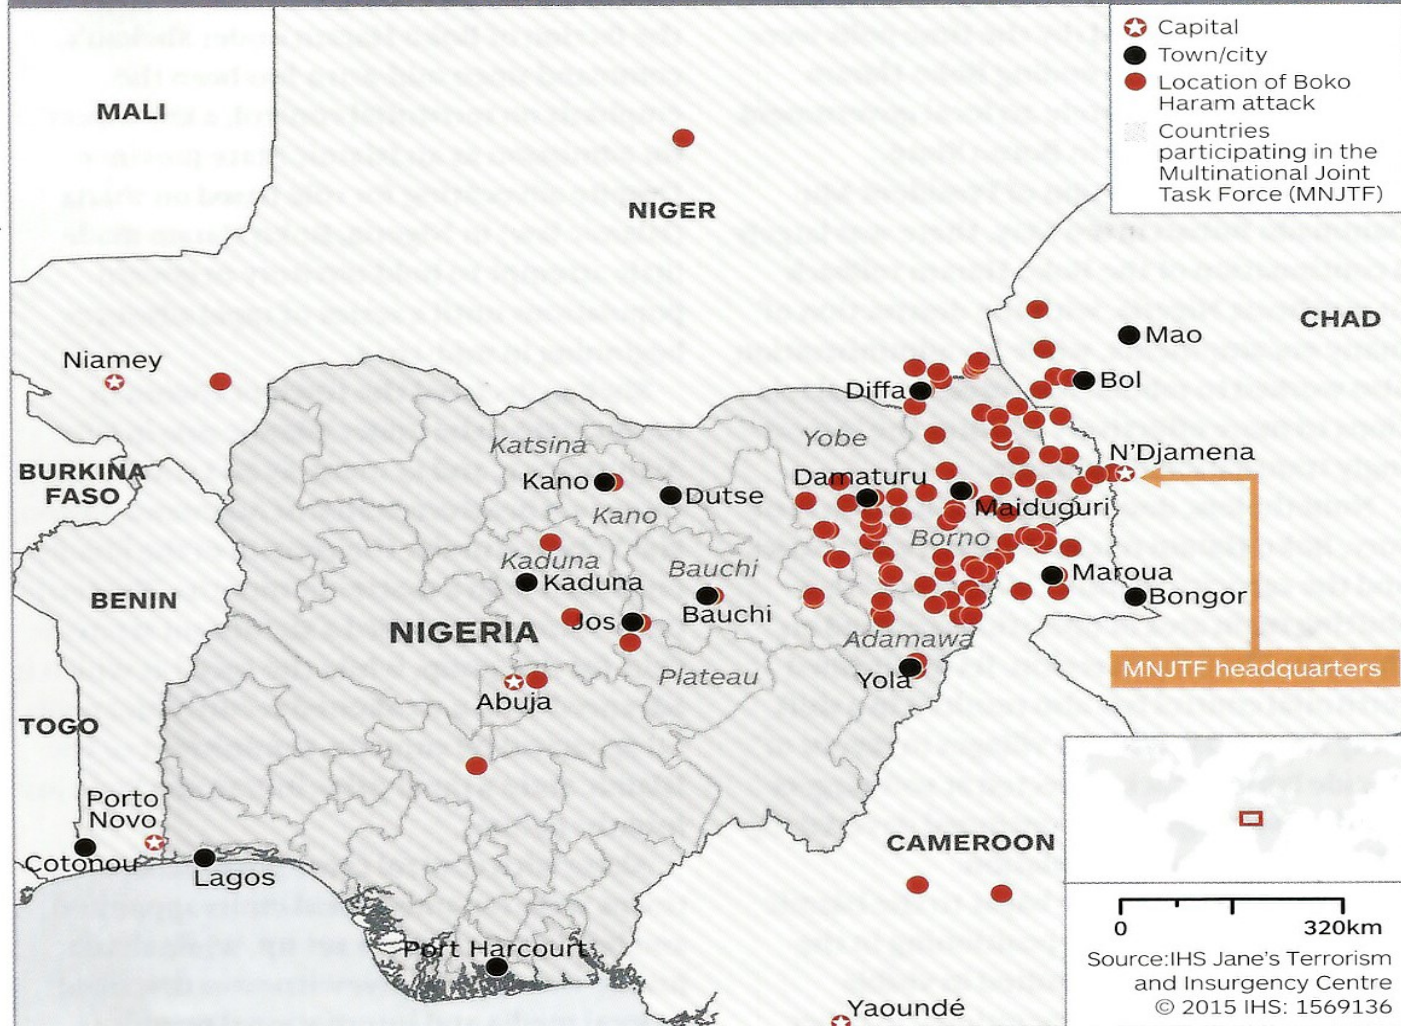 Capital
Town/city
Location of Boko
Haram attack
Countries
participating in the
Multinational Joint
Task Force (MNJTF)
MALI
NIGER
CHAD
Mao
Niamey
Diffa
Bol
Katsina
Yobe
N'Djamena
BURKINA
FASO
Kano
Damaturu
Dutse
Maiduguri
Kano
Borno
Kaduna
Bauchi
Maroua
Kaduna
BENIN
Bongor
Bauchi
Jos
NIGERIA
Adamawa
MNJTF headquarters
Plateau
Yola
Abuja
TOGO
Porto
Novo
CAMEROON
Cotonou
Lagos
0 320km
Port Harcourt
Source:IHS Jane's Terrorism
and Insurgency Centre
© 2015 IHS: 1569136
Yaoundé